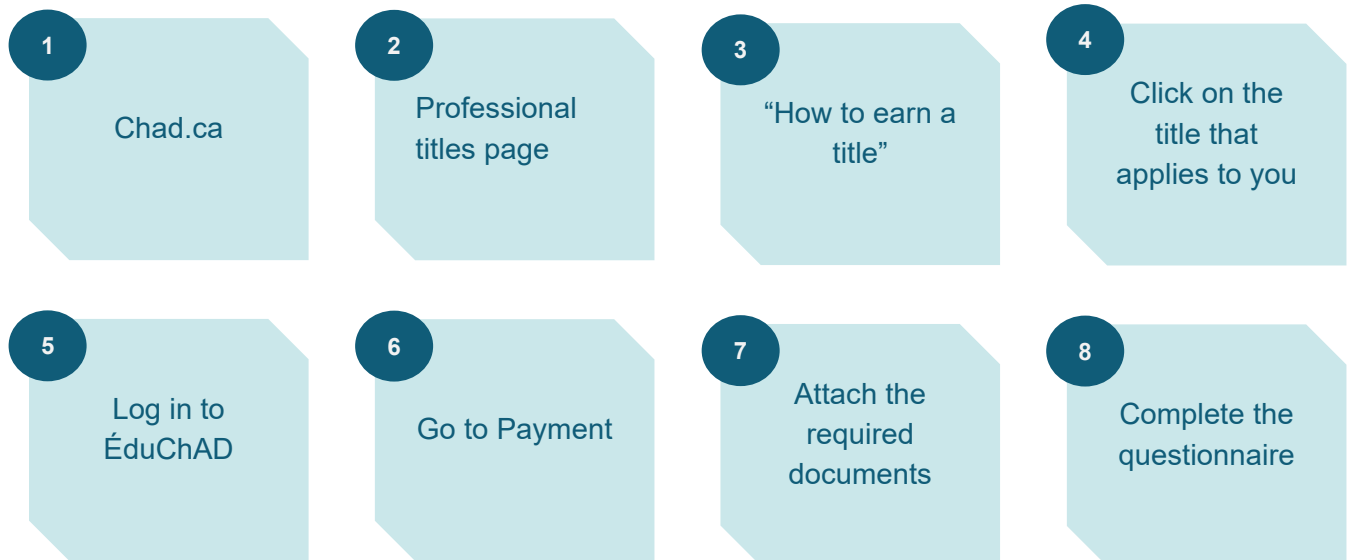 1
Chad.ca
2
Professional
titles page
3
“How to earn a
title”
4
Click on the
title that
applies to you
5
Log in to
ÉduChAD
6
Go to Payment
7
Attach the
required
documents
8
Complete the
questionnaire